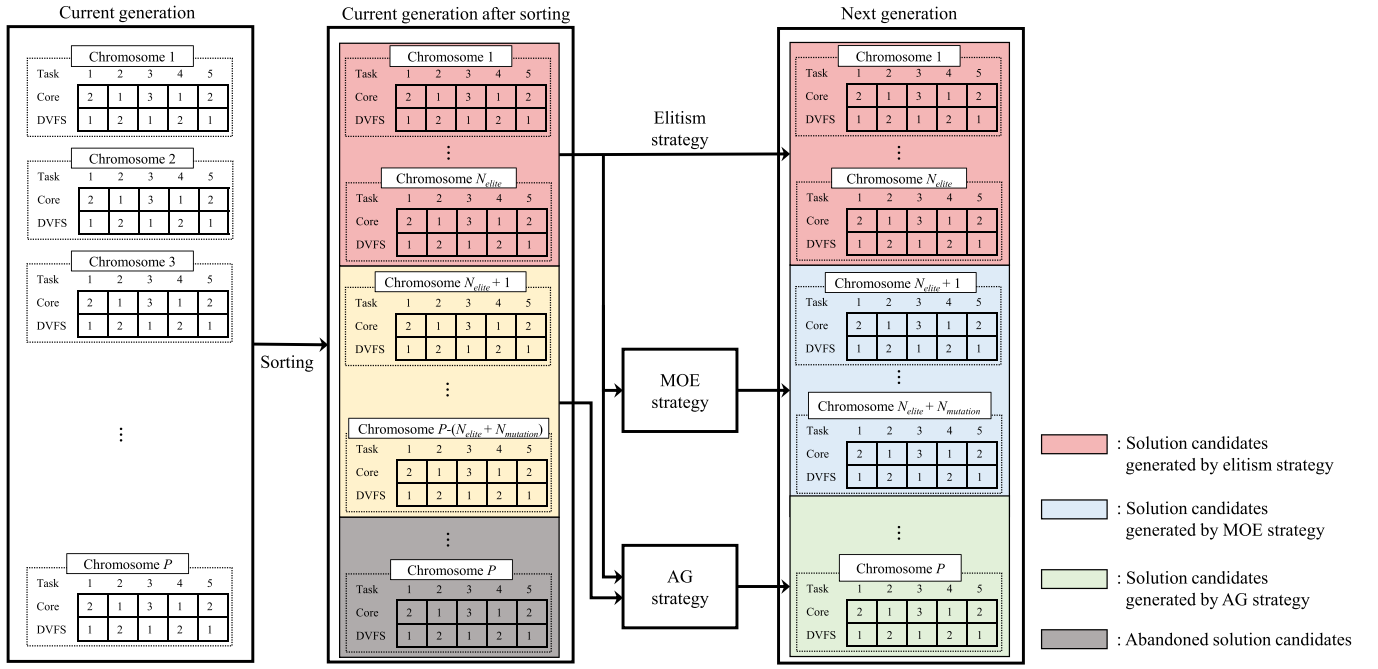 Current generation
Chromosome 1
Task 1 2 3 4 5
Core 2 1 3 1 2
DVFS 1 2 1 2 1
Chromosome 2
Task 1 2 3 4 5
Core 2 1 3 1 2
DVFS 1 2 1 2 1
Chromosome 3
Task 1 2 3 4 5
Core 2 1 3 1 2
DVFS 1 2 1 2 1
⋮
Chromosome P
Task 1 2 3 4 5
Core 2 1 3 1 2
DVFS 1 2 1 2 1
Sorting
Current generation after sorting
Chromosome 1
Task 1 2 3 4 5
Core 2 1 3 1 2
DVFS 1 2 1 2 1
⋮
Chromosome N_elite
Task 1 2 3 4 5
Core 2 1 3 1 2
DVFS 1 2 1 2 1
Chromosome N_elite + 1
Task 1 2 3 4 5
Core 2 1 3 1 2
DVFS 1 2 1 2 1
⋮
Chromosome P-(N_elite + N_mutation)
Task 1 2 3 4 5
Core 2 1 3 1 2
DVFS 1 2 1 2 1
⋮
Chromosome P
Task 1 2 3 4 5
Core 2 1 3 1 2
DVFS 1 2 1 2 1
Elitism
strategy
MOE
strategy
AG
strategy
Next generation
Chromosome 1
Task 1 2 3 4 5
Core 2 1 3 1 2
DVFS 1 2 1 2 1
⋮
Chromosome N_elite
Task 1 2 3 4 5
Core 2 1 3 1 2
DVFS 1 2 1 2 1
Chromosome N_elite + 1
Task 1 2 3 4 5
Core 2 1 3 1 2
DVFS 1 2 1 2 1
⋮
Chromosome N_elite + N_mutation
Task 1 2 3 4 5
Core 2 1 3 1 2
DVFS 1 2 1 2 1
⋮
Chromosome P
Task 1 2 3 4 5
Core 2 1 3 1 2
DVFS 1 2 1 2 1
: Solution candidates
generated by elitism strategy
: Solution candidates
generated by MOE strategy
: Solution candidates
generated by AG strategy
: Abandoned solution candidates